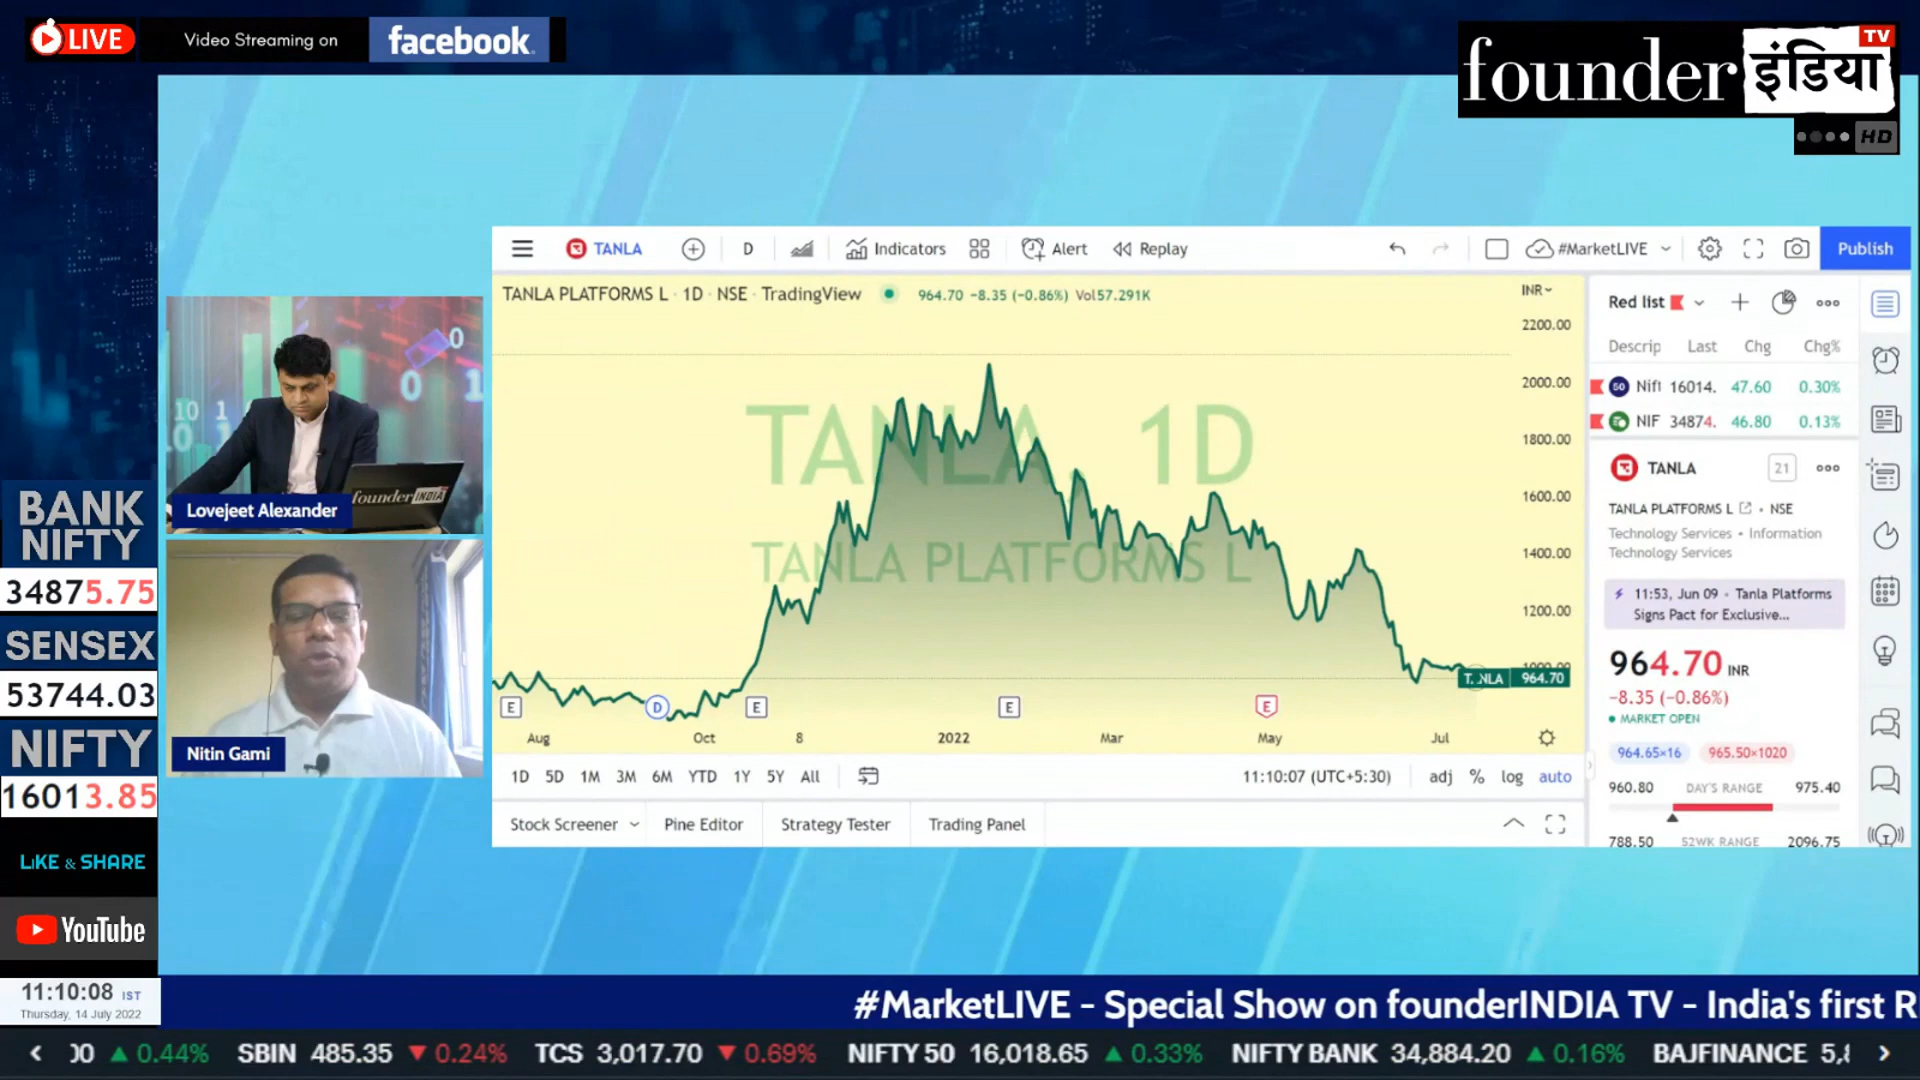 LIVE
Video Streaming on
facebook
founder इंडिया TV
HD
TANLA
D
Indicators
Alert
Replay
#MarketLIVE
Publish
TANLA PLATFORMS L · 1D · NSE · TradingView
964.70 −8.35 (−0.86%) Vol57.291K
INR
2200.00
2000.00
1800.00
1600.00
1400.00
1200.00
1000.00
TANLA, 1D
TANLA PLATFORMS L
964.70
E
D
E
E
E
Aug
Oct
8
2022
Mar
May
Jul
1D 5D 1M 3M 6M YTD 1Y 5Y All
11:10:07 (UTC+5:30)
adj % log auto
Stock Screener
Pine Editor
Strategy Tester
Trading Panel
Red list
Descrip Last Chg Chg%
50 Nift 16014. 47.60 0.30%
NIF 34874. 46.80 0.13%
TANLA
21
TANLA PLATFORMS L • NSE
Technology Services • Information
Technology Services
11:53, Jun 09 • Tanla Platforms
Signs Pact for Exclusive...
964.70 INR
−8.35 (−0.86%)
MARKET OPEN
964.65×16 965.50×1020
960.80 DAY'S RANGE 975.40
788.50 52WK RANGE 2096.75
founder INDIA
Lovejeet Alexander
Nitin Gami
BANK
NIFTY
34875.75
SENSEX
53744.03
NIFTY
16013.85
LiKE & SHARE
YouTube
11:10:08 IST
Thursday, 14 July 2022
#MarketLIVE - Special Show on founderINDIA TV - India's first R
00 ▲ 0.44% SBIN 485.35 ▼ 0.24% TCS 3,017.70 ▼ 0.69% NIFTY 50 16,018.65 ▲ 0.33% NIFTY BANK 34,884.20 ▲ 0.16% BAJFINANCE 5,8